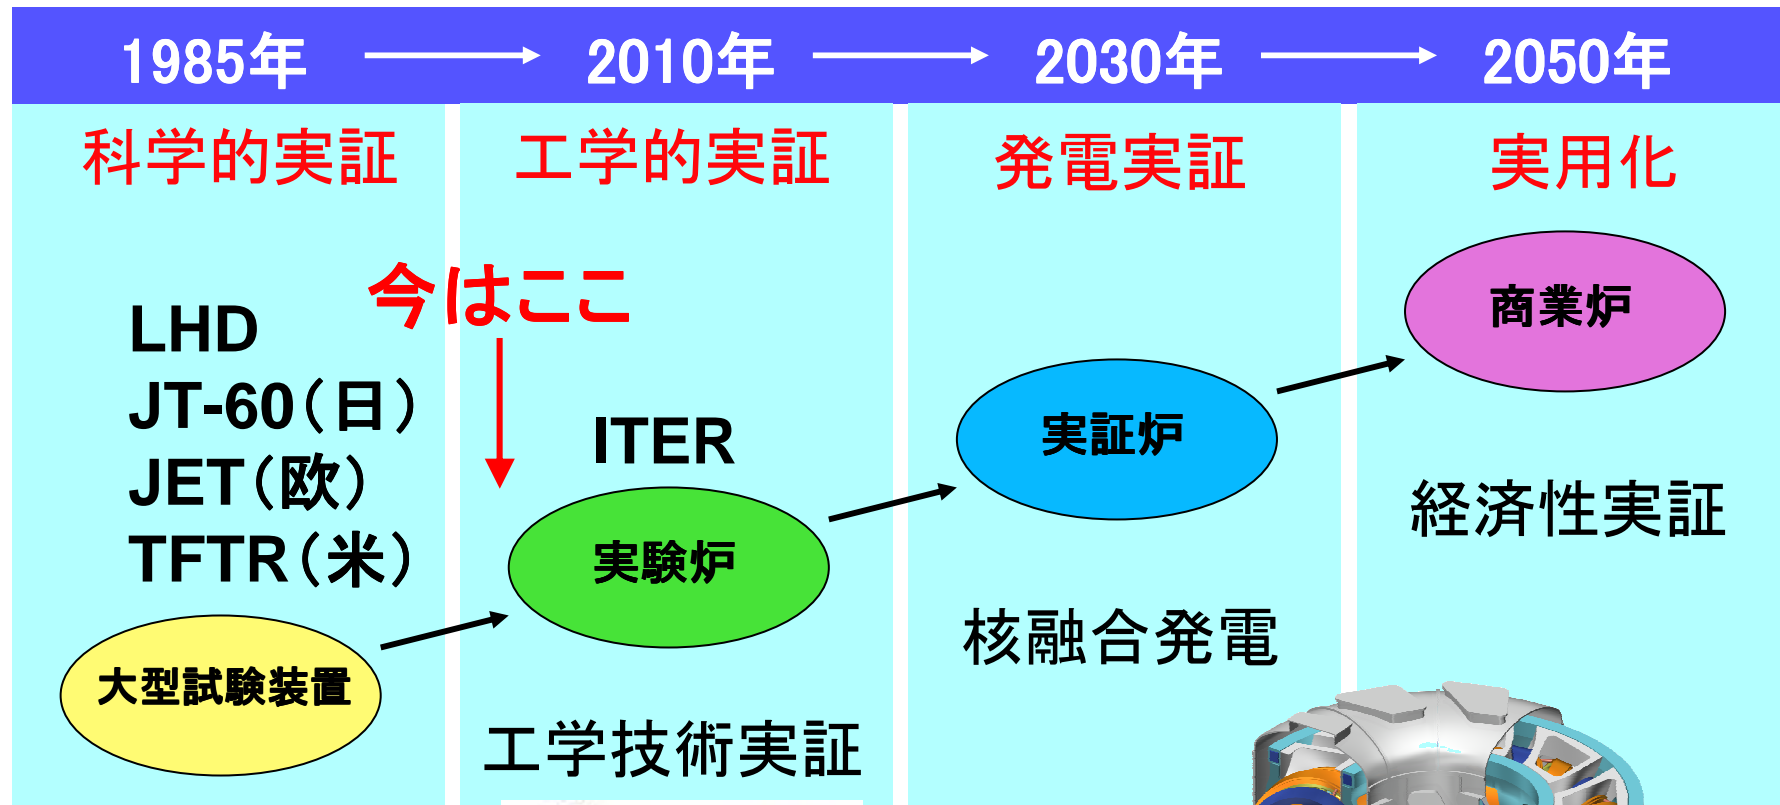 1985年 2010年 2030年 2050年
科学的実証
工学的実証
発電実証
実用化
今はここ
LHD
JT-60（日）
JET（欧）
TFTR（米）
大型試験装置
ITER
実験炉
工学技術実証
実証炉
核融合発電
商業炉
経済性実証